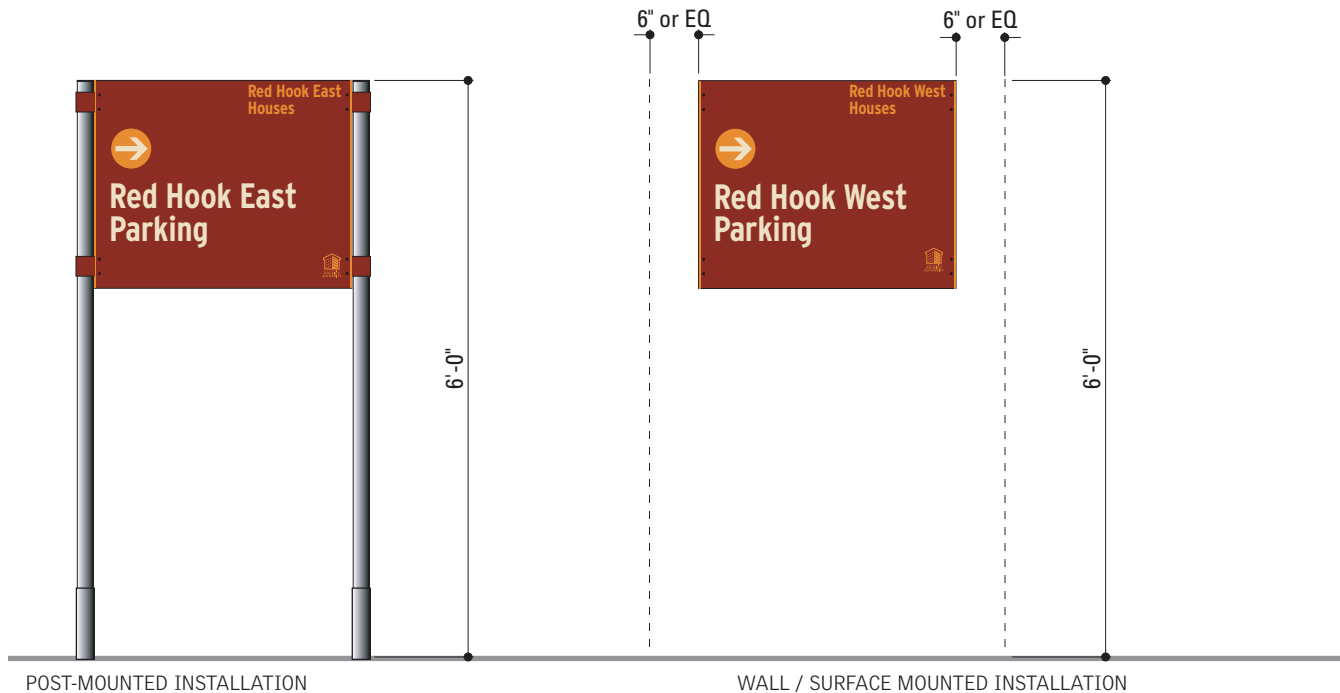 6" or EQ
6" or EQ
Red Hook East
Houses
Red Hook East
Parking
6'-0"
Red Hook West
Houses
Red Hook West
Parking
6'-0"
POST-MOUNTED INSTALLATION
WALL / SURFACE MOUNTED INSTALLATION